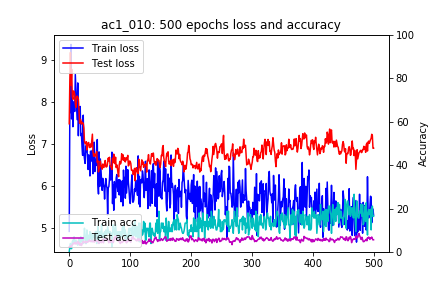 ac1_010: 500 epochs loss and accuracy
Train loss
Test loss
Train acc
Test acc
Loss
Accuracy
9
8
7
6
5
100
80
60
40
20
0
0
100
200
300
400
500